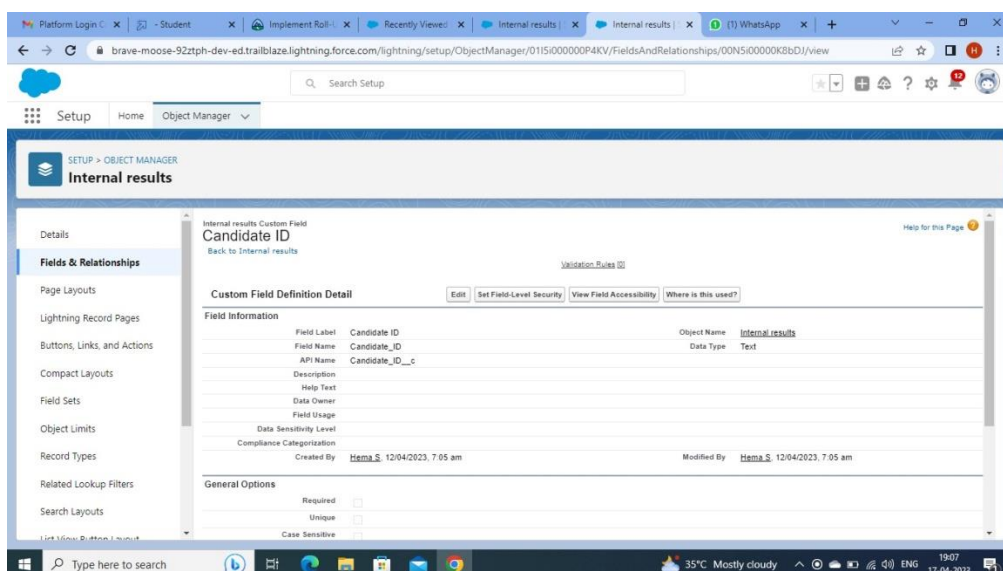 Platform Login C
- Student
Implement Roll-U
Recently Viewed
Internal results |
Internal results | S
(1) WhatsApp
brave-moose-92ztph-dev-ed.trailblaze.lightning.force.com/lightning/setup/ObjectManager/01I5i000000P4KV/FieldsAndRelationships/00N5i00000K8bDJ/view
H
Search Setup
12
Setup Home Object Manager
SETUP > OBJECT MANAGER
Internal results
Details
Fields & Relationships
Page Layouts
Lightning Record Pages
Buttons, Links, and Actions
Compact Layouts
Field Sets
Object Limits
Record Types
Related Lookup Filters
Search Layouts
List View Button Layout
Internal results Custom Field
Candidate ID
Back to Internal results
Help for this Page
Validation Rules [0]
Custom Field Definition Detail Edit Set Field-Level Security View Field Accessibility Where is this used?
Field Information
Field Label Candidate ID Object Name Internal results
Field Name Candidate_ID Data Type Text
API Name Candidate_ID__c
Description
Help Text
Data Owner
Field Usage
Data Sensitivity Level
Compliance Categorization
Created By Hema S, 12/04/2023, 7:05 am Modified By Hema S, 12/04/2023, 7:05 am
General Options
Required
Unique
Case Sensitive
Type here to search
35°C Mostly cloudy
ENG
19:07
17-04-2023